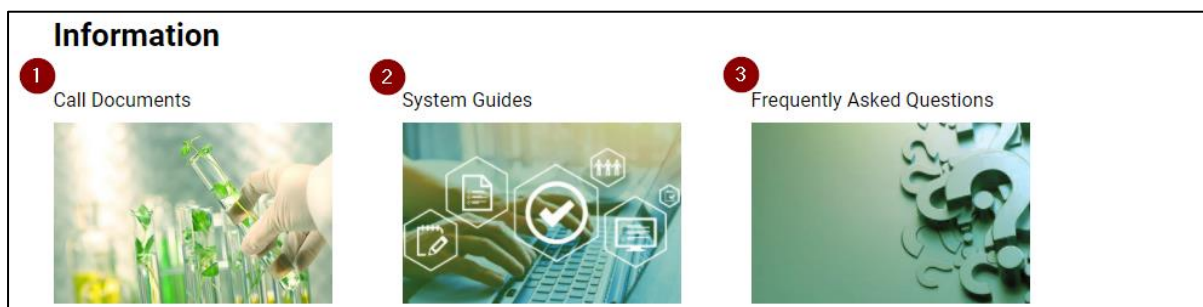 Information
1
Call Documents
2
System Guides
3
Frequently Asked Questions